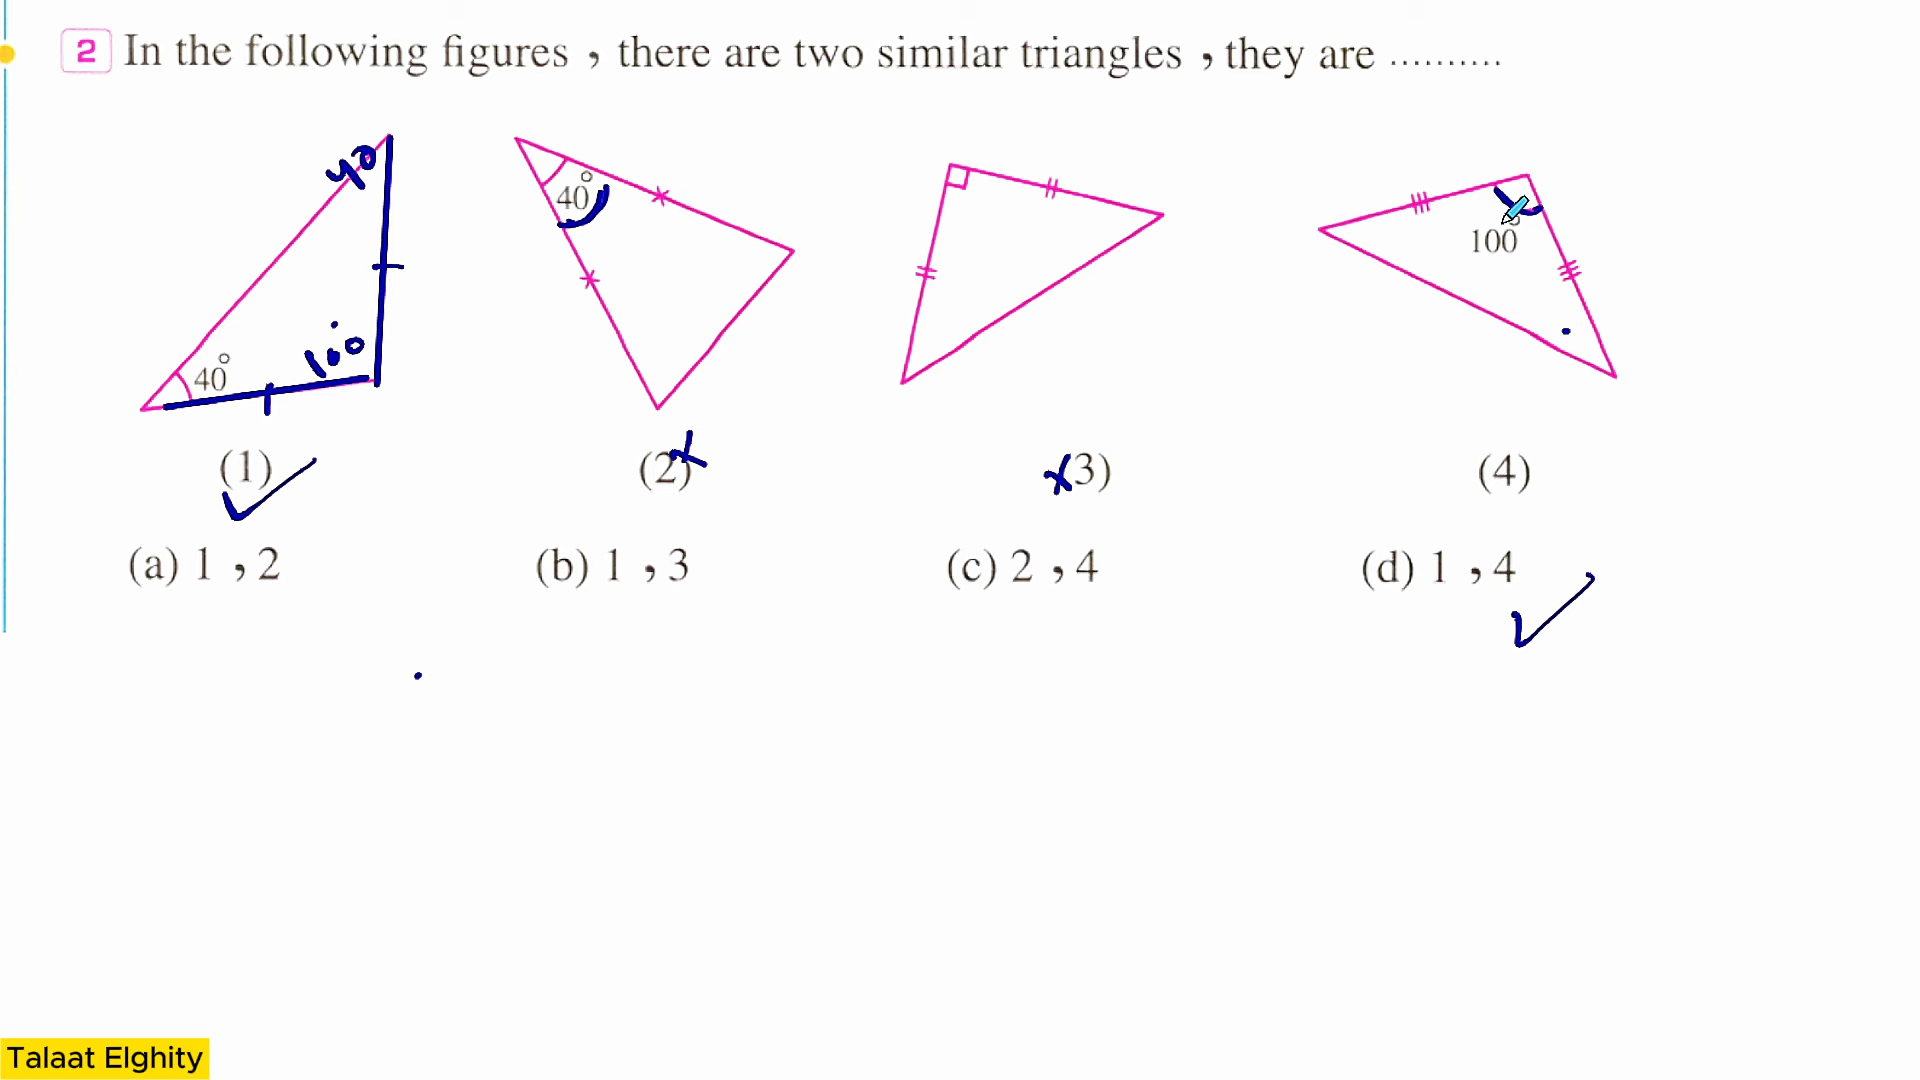 2 In the following figures , there are two similar triangles , they are ..........
40
40°
100
40°
100°
(1)
(2)
(3)
(4)
(a) 1 , 2
(b) 1 , 3
(c) 2 , 4
(d) 1 , 4
Talaat Elghity